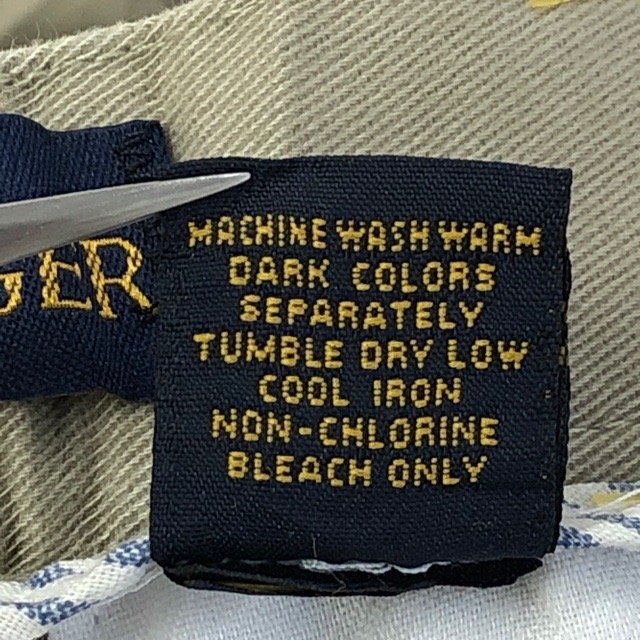 GER
MACHINE WASH WARM
DARK COLORS
SEPARATELY
TUMBLE DRY LOW
COOL IRON
NON-CHLORINE
BLEACH ONLY